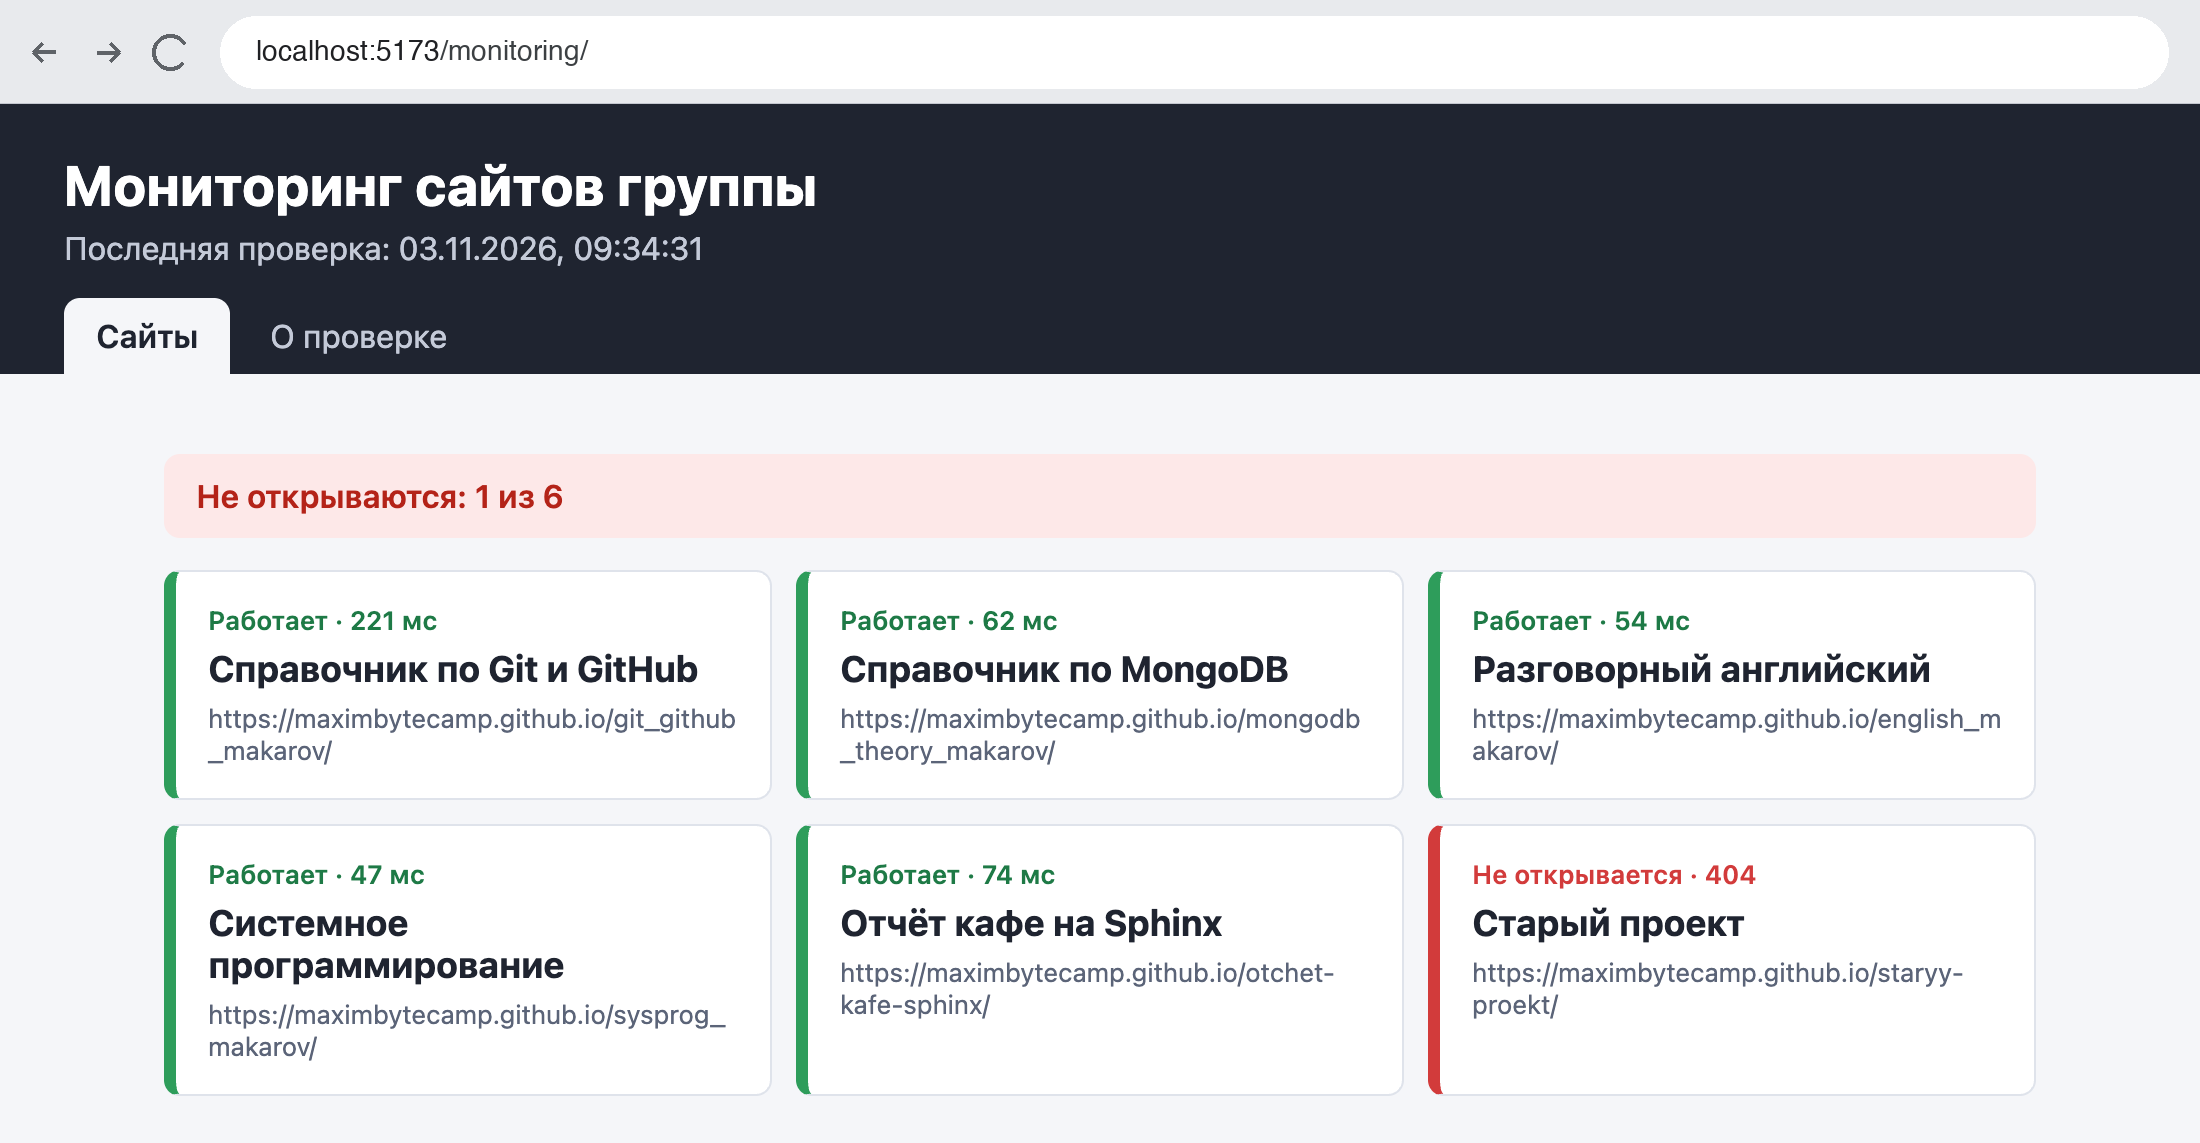 localhost:5173/monitoring/
Мониторинг сайтов группы
Последняя проверка: 03.11.2026, 09:34:31
Сайты
О проверке
Не открываются: 1 из 6
Работает · 221 мс
Справочник по Git и GitHub
https://maximbytecamp.github.io/git_github
_makarov/
Работает · 62 мс
Справочник по MongoDB
https://maximbytecamp.github.io/mongodb
_theory_makarov/
Работает · 54 мс
Разговорный английский
https://maximbytecamp.github.io/english_m
akarov/
Работает · 47 мс
Системное
программирование
https://maximbytecamp.github.io/sysprog_
makarov/
Работает · 74 мс
Отчёт кафе на Sphinx
https://maximbytecamp.github.io/otchet-
kafe-sphinx/
Не открывается · 404
Старый проект
https://maximbytecamp.github.io/staryy-
proekt/